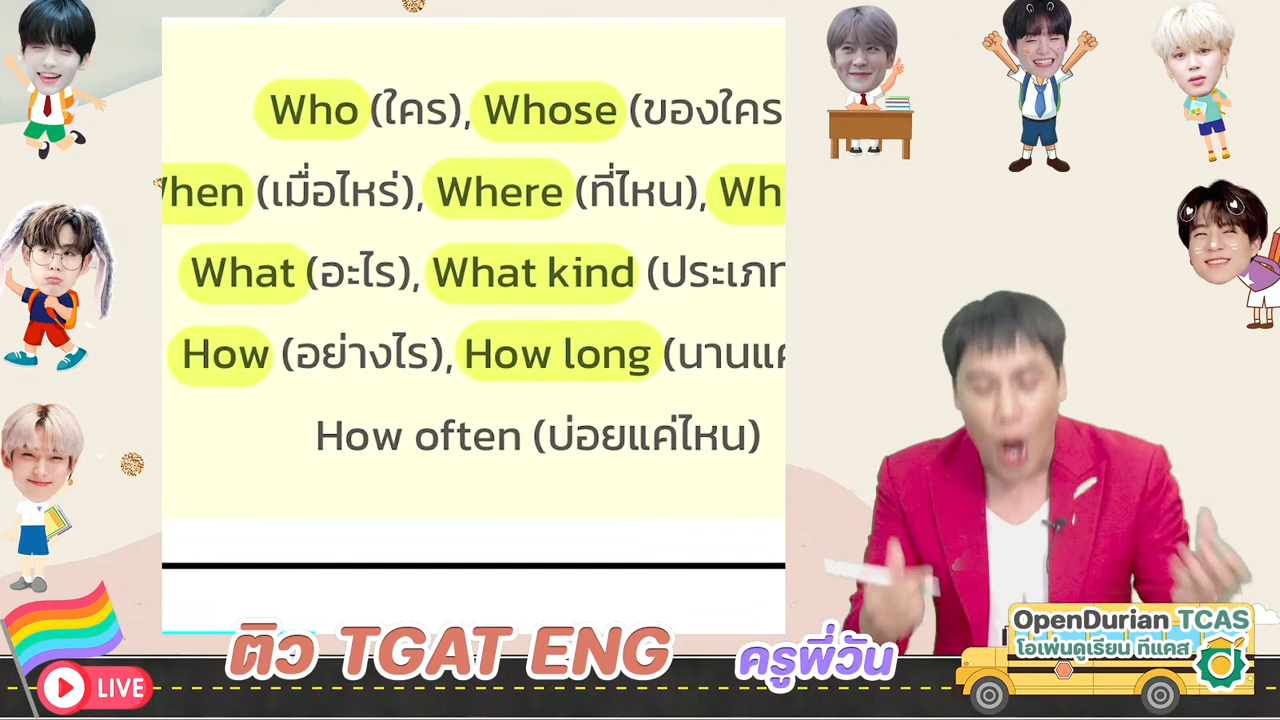 Who (ใคร), Whose (ของใคร
hen (เมื่อไหร่), Where (ที่ไหน), Wh
What (อะไร), What kind (ประเภท
How (อย่างไร), How long (นานแค่
How often (บ่อยแค่ไหน)
ติว TGAT ENG
ครูพี่วัน
OpenDurian TCAS
โอเพ่นดูเรียน ทีแคส
LIVE